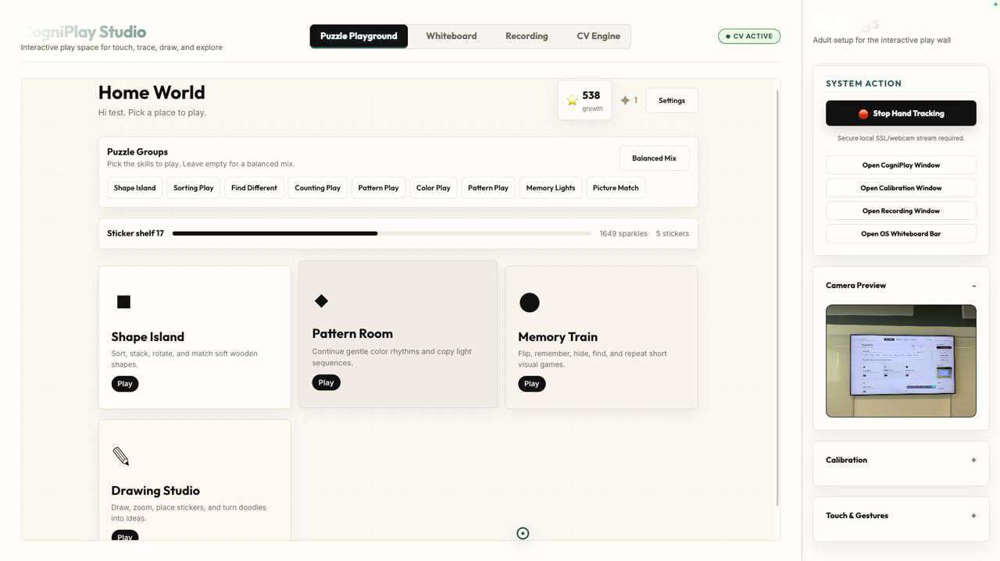 CogniPlay Studio
Interactive play space for touch, trace, draw, and explore
Puzzle Playground
Whiteboard
Recording
CV Engine
CV ACTIVE
Home World
Hi test. Pick a place to play.
538
growth
1
Settings
Puzzle Groups
Pick the skills to play. Leave empty for a balanced mix.
Balanced Mix
Shape Island
Sorting Play
Find Different
Counting Play
Pattern Play
Color Play
Pattern Play
Memory Lights
Picture Match
Sticker shelf 17
1649 sparkles
5 stickers
Shape Island
Sort, stack, rotate, and match soft wooden
shapes.
Play
Pattern Room
Continue gentle color rhythms and copy light
sequences.
Play
Memory Train
Flip, remember, hide, find, and repeat short
visual games.
Play
Drawing Studio
Draw, zoom, place stickers, and turn doodles
into ideas.
Play
Adult setup for the interactive play wall
SYSTEM ACTION
Stop Hand Tracking
Secure local SSL/webcam stream required.
Open CogniPlay Window
Open Calibration Window
Open Recording Window
Open OS Whiteboard Bar
Camera Preview
–
Calibration
+
Touch & Gestures
+